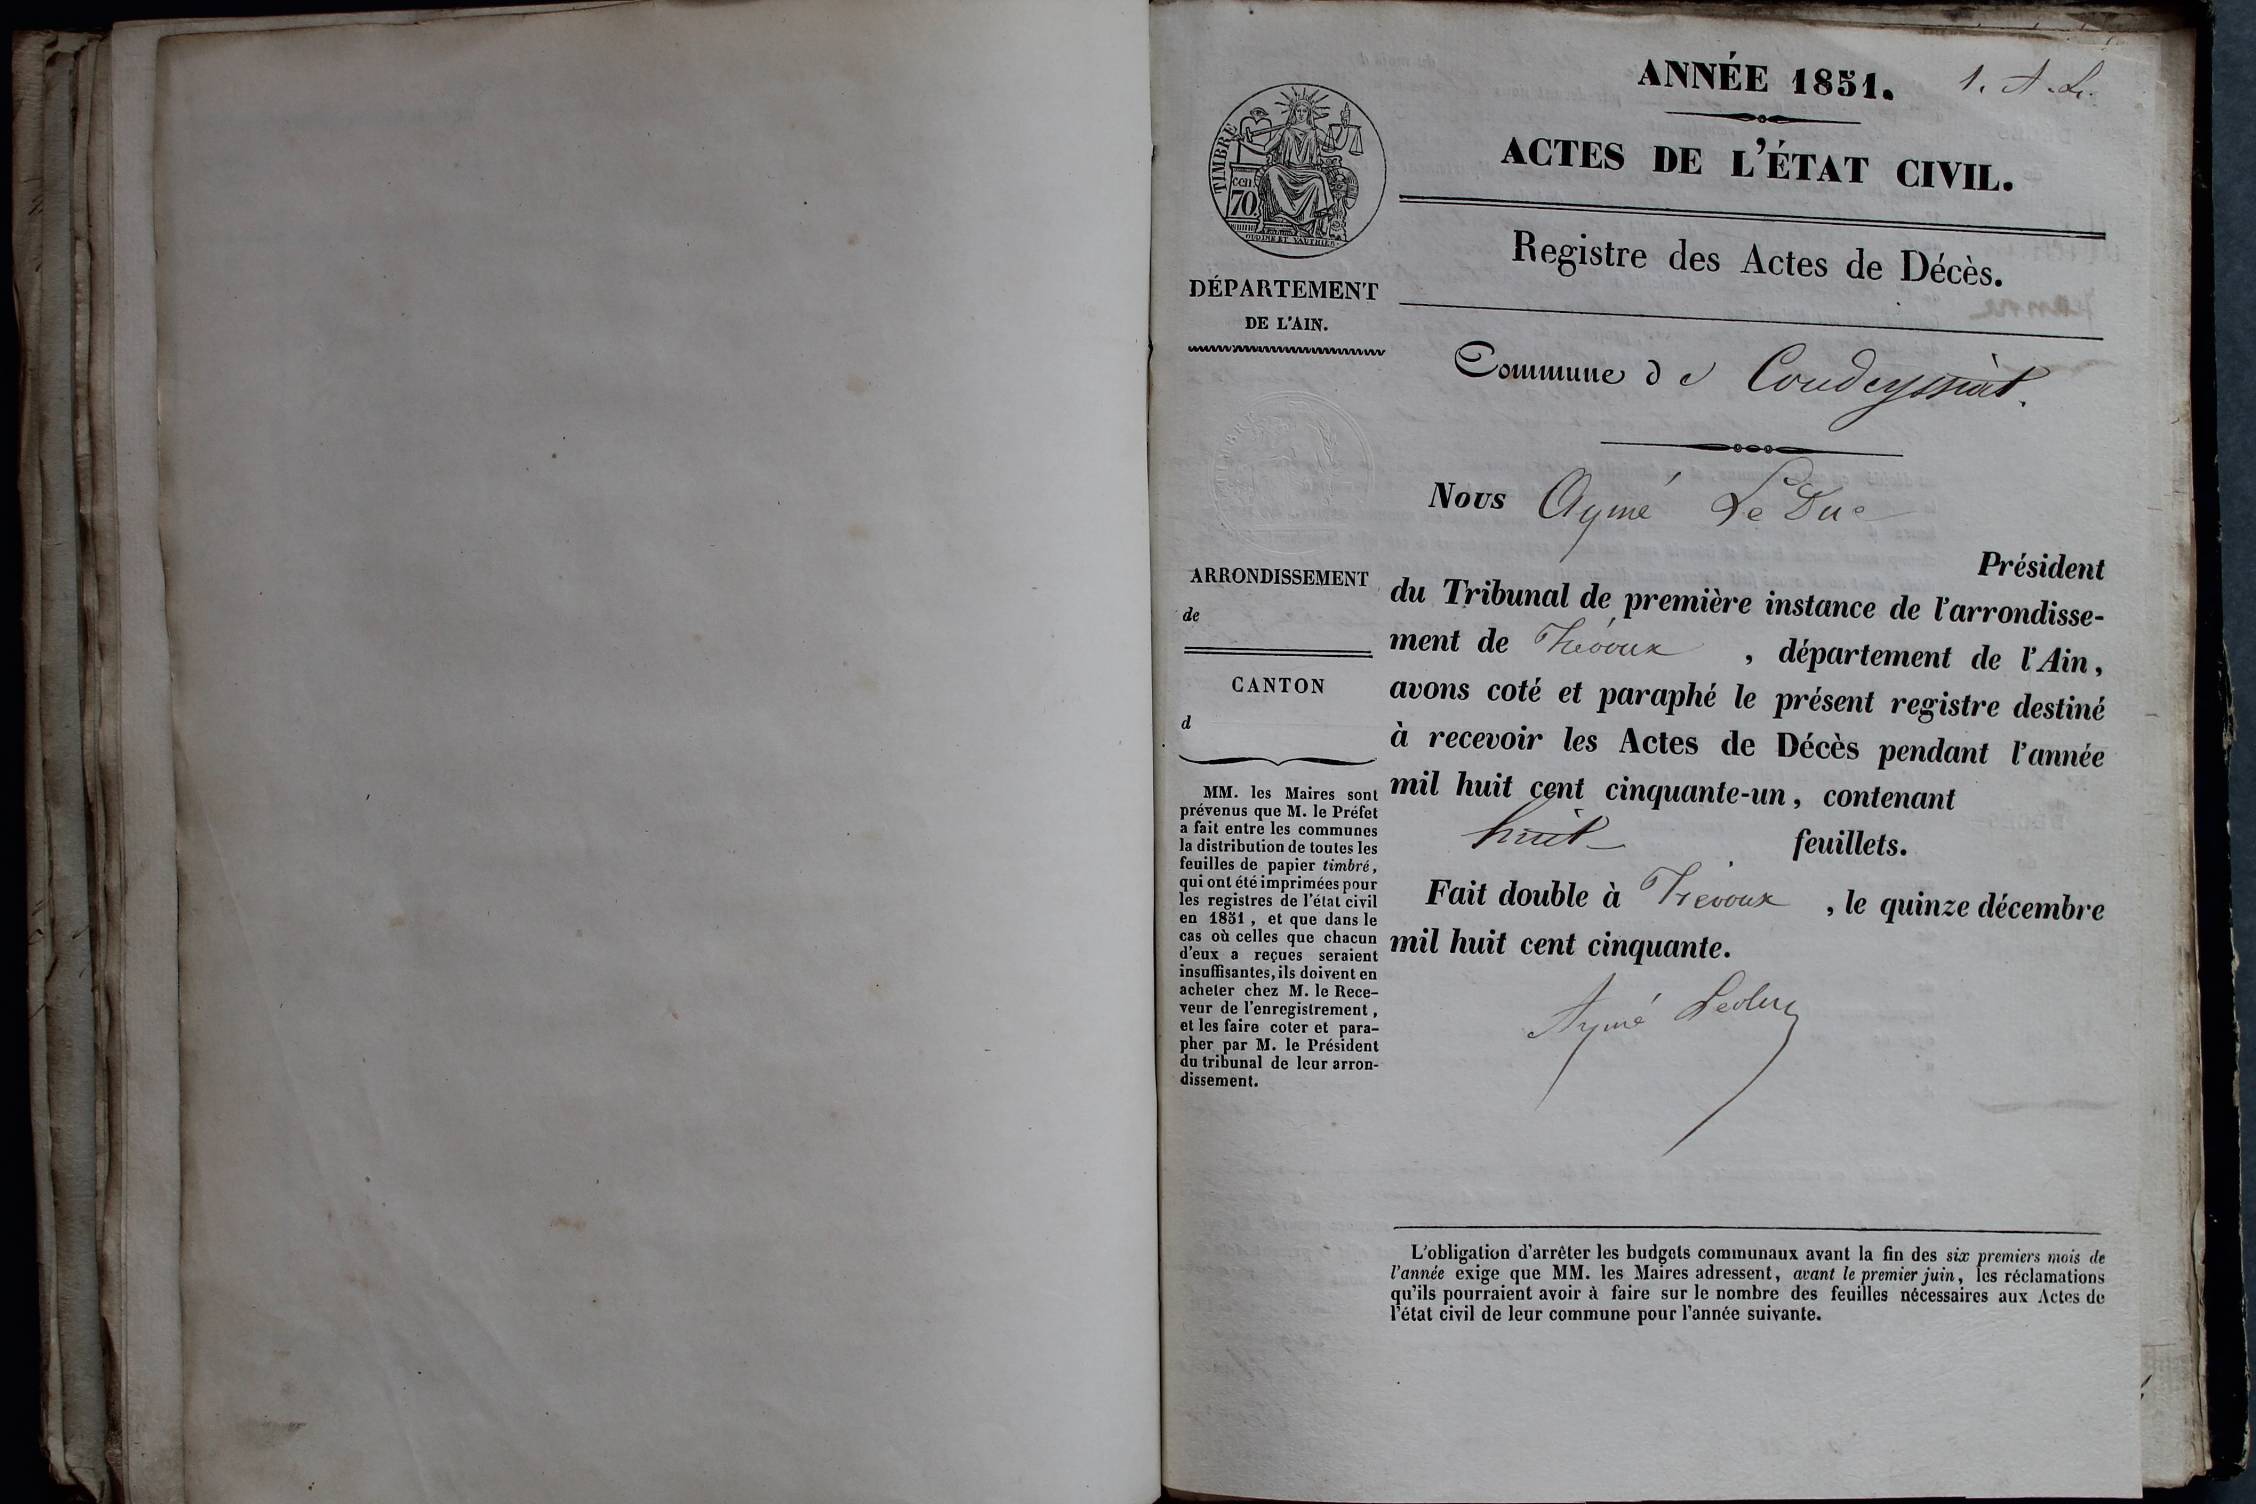 ANNÉE 1851.
1. A. L.
ACTES DE L'ÉTAT CIVIL.
Registre des Actes de Décès.
TIMBRE
cen
70.
OUDINÉ ET VAUTHIER.
DÉPARTEMENT
DE L'AIN.
Commune de Coudeyssiat.
Nous Aymé Le Duc
Président
du Tribunal de première instance de l'arrondisse-
ment de Trévoux, département de l'Ain,
avons coté et paraphé le présent registre destiné
à recevoir les Actes de Décès pendant l'année
mil huit cent cinquante-un, contenant
huit feuillets.
Fait double à Trévoux, le quinze décembre
mil huit cent cinquante.
Aymé Leduc
ARRONDISSEMENT
de
CANTON
d
MM. les Maires sont
prévenus que M. le Préfet
a fait entre les communes
la distribution de toutes les
feuilles de papier timbré,
qui ont été imprimées pour
les registres de l'état civil
en 1851, et que dans le
cas où celles que chacun
d'eux a reçues seraient
insuffisantes, ils doivent en
acheter chez M. le Rece-
veur de l'enregistrement,
et les faire coter et para-
pher par M. le Président
du tribunal de leur arron-
dissement.
L'obligation d'arrêter les budgets communaux avant la fin des six premiers mois de
l'année exige que MM. les Maires adressent, avant le premier juin, les réclamations
qu'ils pourraient avoir à faire sur le nombre des feuilles nécessaires aux Actes de
l'état civil de leur commune pour l'année suivante.